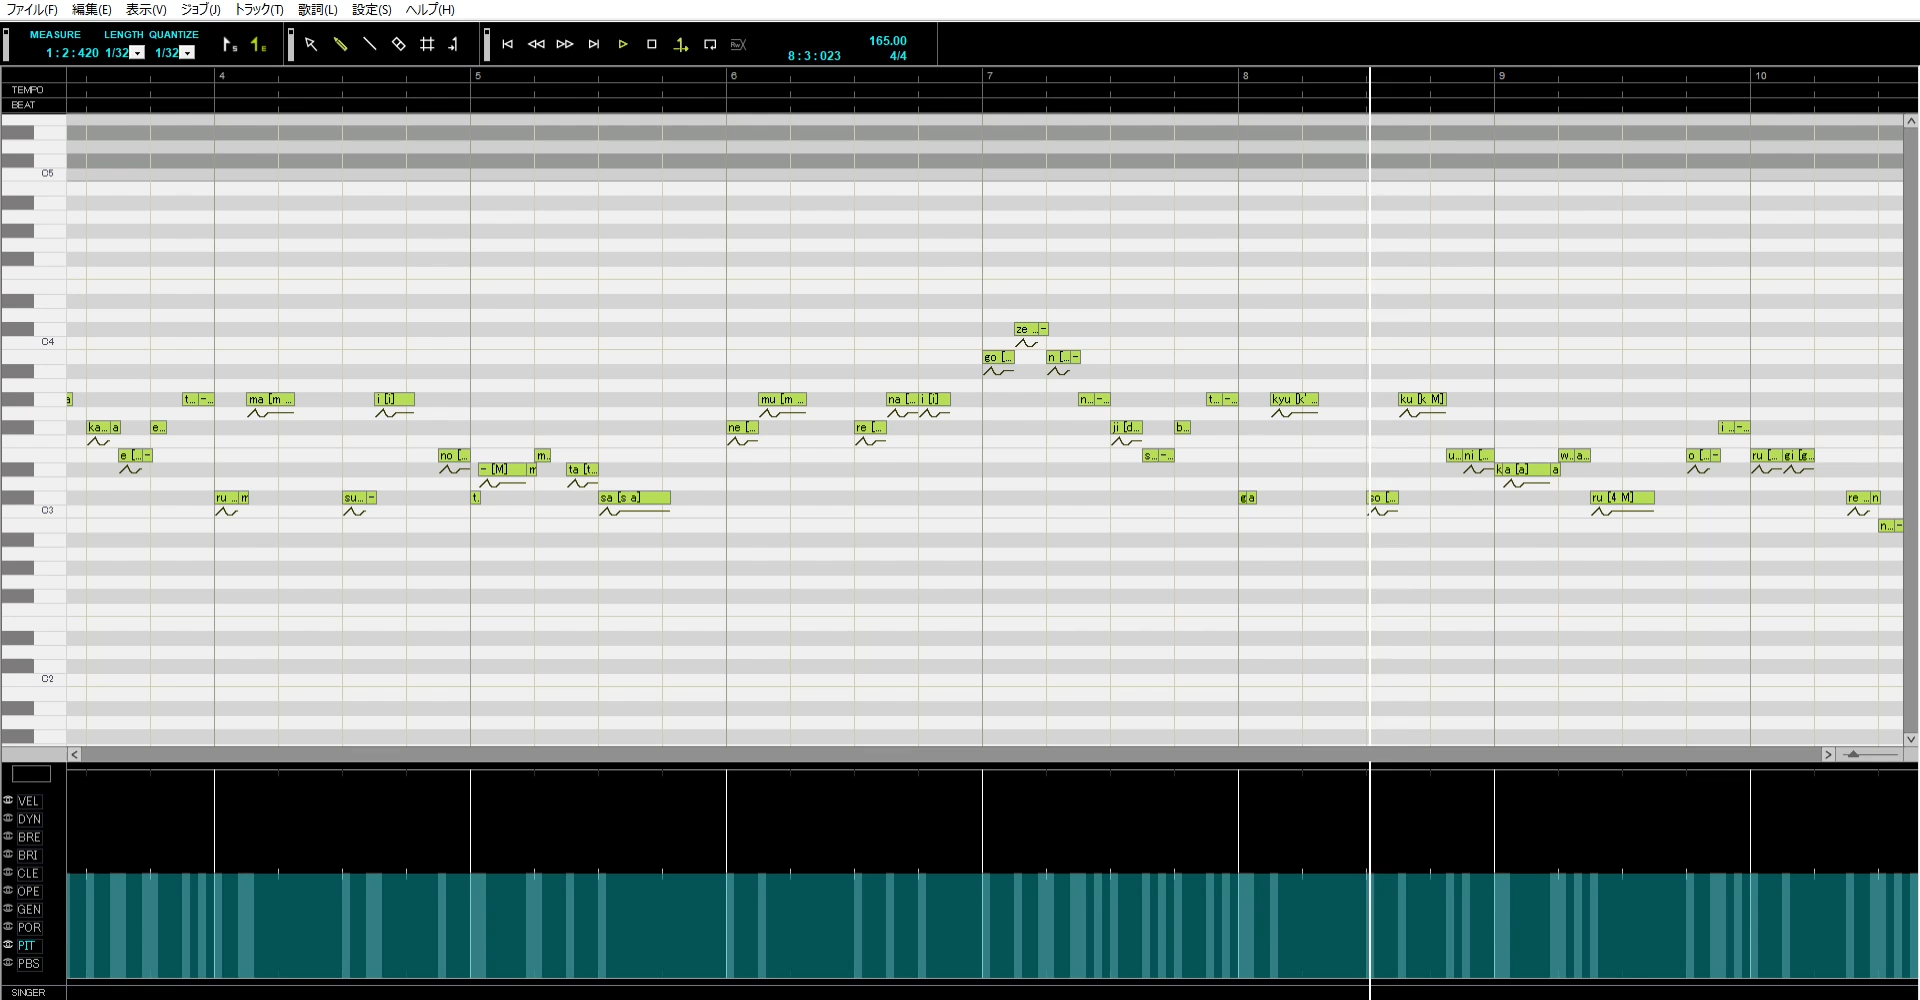 ファイル(F) 編集(E) 表示(V) ジョブ(J) トラック(T) 歌詞(L) 設定(S) ヘルプ(H)
MEASURE LENGTH QUANTIZE
1:2:420 1/32 1/32
165.00
8:3:023 4/4
4 5 6 7 8 9 10
TEMPO
BEAT
C5
ze ... -
C4
go [... n [... -
t... -... ma [m ... i [i] mu [m ... na [... i [i] n... -... t... -... kyu [k' ... ku [k M]
ka... a e... ne [... re [... ji [d... b... i ... -...
e [... - no [... m. s... -... u... ni [... w. a... o [... - ru [... gi [g...
- [M] m ta [t... k a [a] a
ru ... m su... - t. sa [s a] g a so [... ru [4 M] re ... n
C3
n... -
C2
VEL
DYN
BRE
BRI
CLE
OPE
GEN
POR
PIT
PBS
SINGER